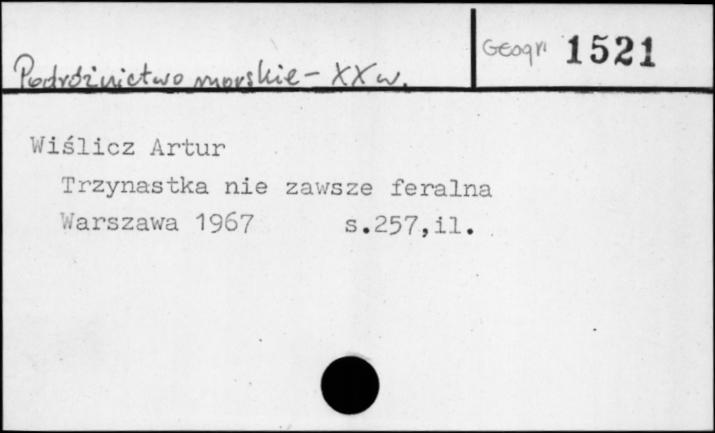 Podróżnictwo morskie – XX w.
Geogr 1521
Wiślicz Artur
Trzynastka nie zawsze feralna
Warszawa 1967 s.257,il.